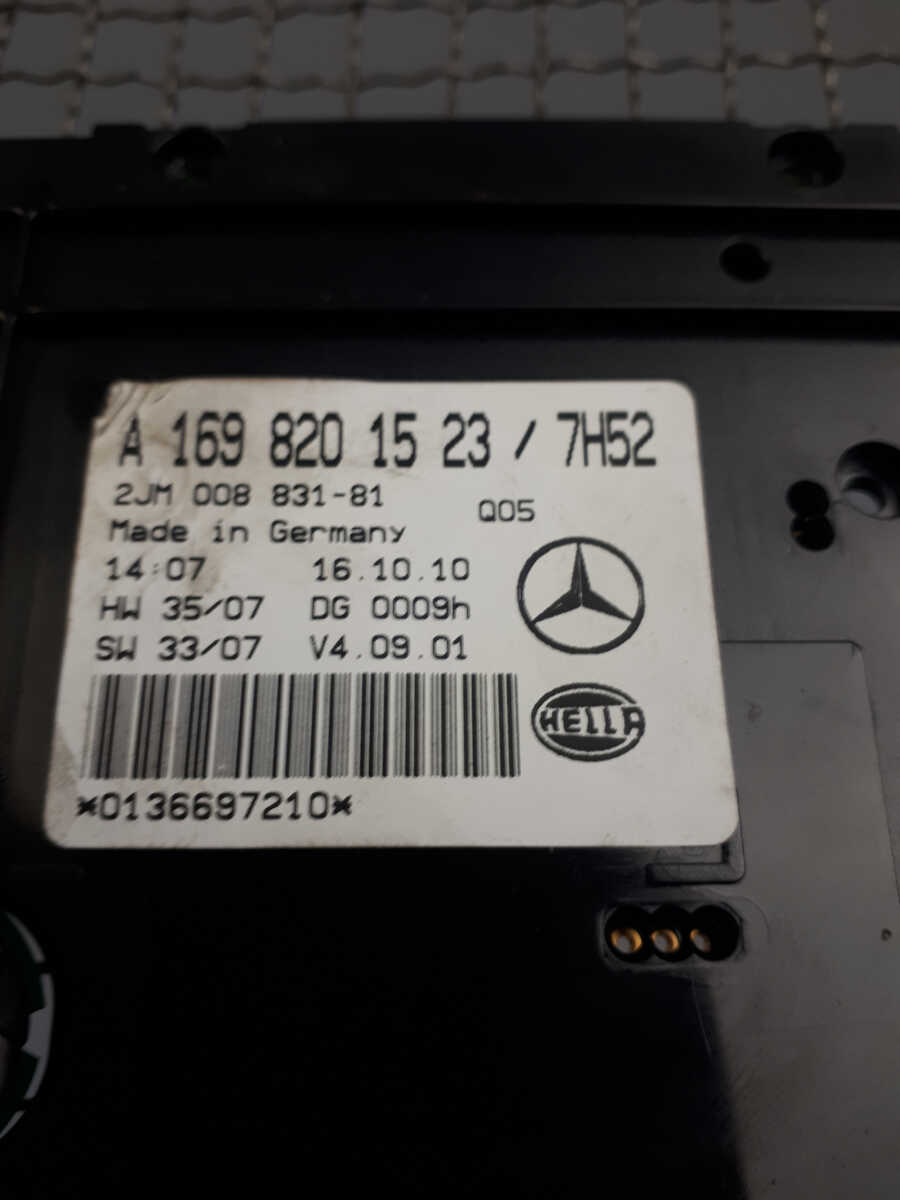 A 169 820 15 23 / 7H52
2JM 008 831-81 Q05
Made in Germany
14:07 16.10.10
HW 35/07 DG 0009h
SW 33/07 V4.09.01
HELLA
*0136697210*